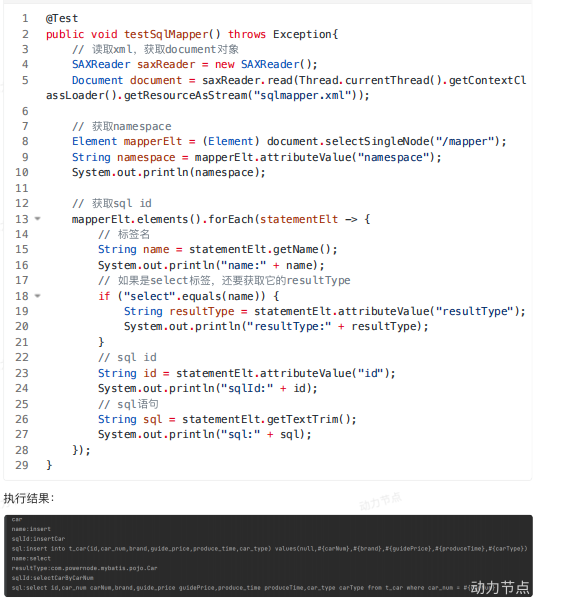 1 @Test
2 public void testSqlMapper() throws Exception{
3 // 读取xml，获取document对象
4 SAXReader saxReader = new SAXReader();
5 Document document = saxReader.read(Thread.currentThread().getContextCl
assLoader().getResourceAsStream("sqlmapper.xml"));
6
7 // 获取namespace
8 Element mapperElt = (Element) document.selectSingleNode("/mapper");
9 String namespace = mapperElt.attributeValue("namespace");
10 System.out.println(namespace);
11
12 // 获取sql id
13 mapperElt.elements().forEach(statementElt -> {
14 // 标签名
15 String name = statementElt.getName();
16 System.out.println("name:" + name);
17 // 如果是select标签，还要获取它的resultType
18 if ("select".equals(name)) {
19 String resultType = statementElt.attributeValue("resultType");
20 System.out.println("resultType:" + resultType);
21 }
22 // sql id
23 String id = statementElt.attributeValue("id");
24 System.out.println("sqlId:" + id);
25 // sql语句
26 String sql = statementElt.getTextTrim();
27 System.out.println("sql:" + sql);
28 });
29 }
执行结果：
动力节点
car
name:insert
sqlId:insertCar
sql:insert into t_car(id,car_num,brand,guide_price,produce_time,car_type) values(null,#{carNum},#{brand},#{guidePrice},#{produceTime},#{carType})
name:select
resultType:com.powernode.mybatis.pojo.Car
sqlId:selectCarByCarNum
sql:select id,car_num carNum,brand,guide_price guidePrice,produce_time produceTime,car_type carType from t_car where car_num =
动力节点